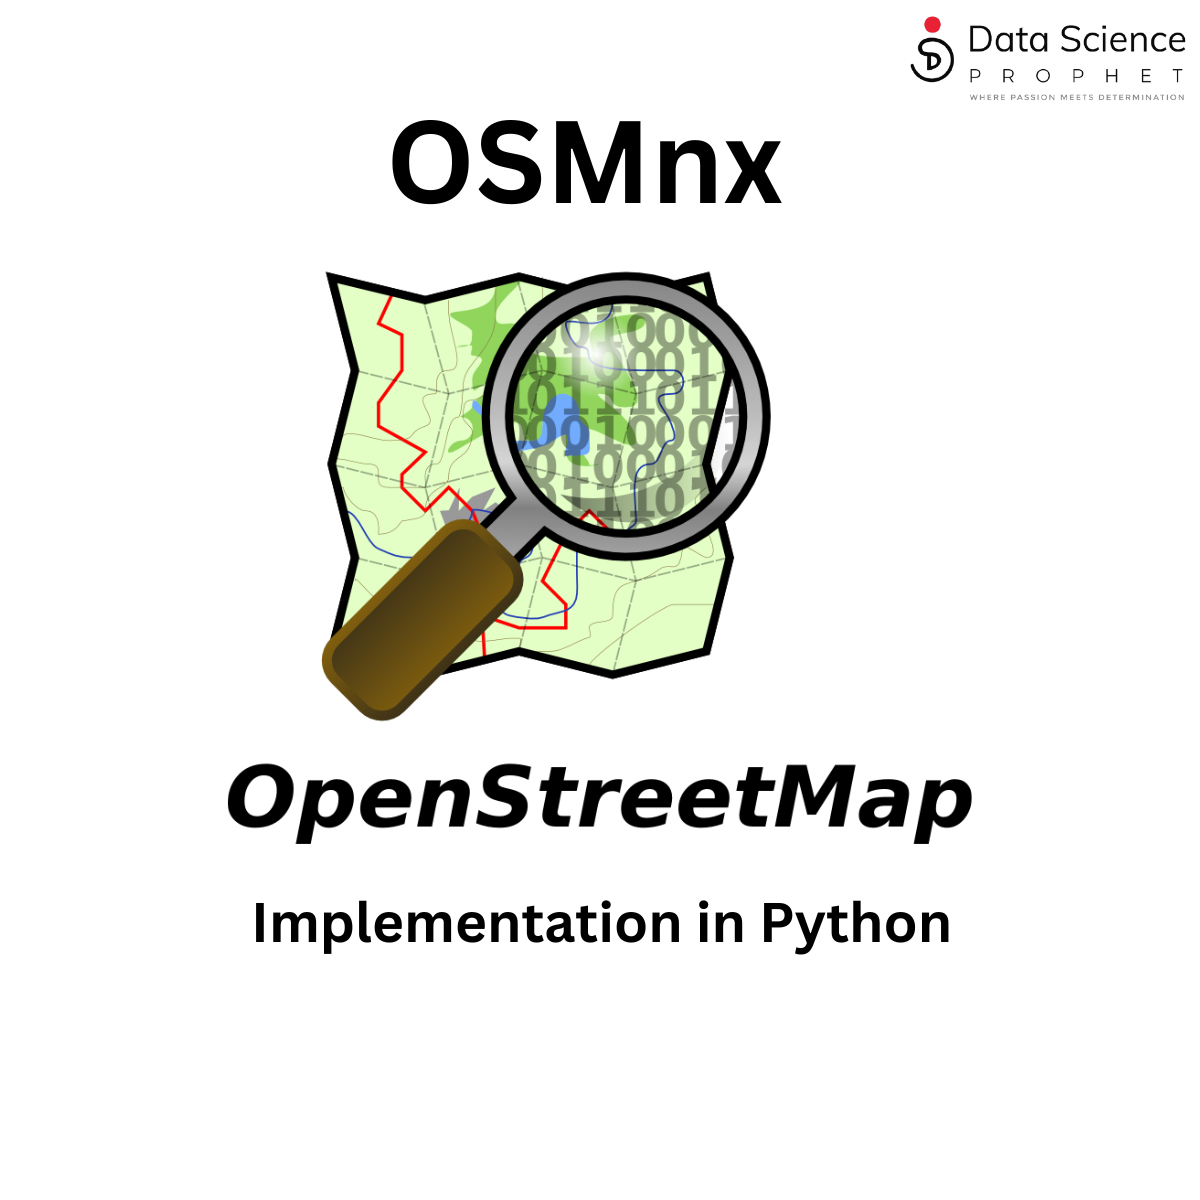 Data Science
PROPHET
WHERE PASSION MEETS DETERMINATION
OSMnx
OpenStreetMap
Implementation in Python